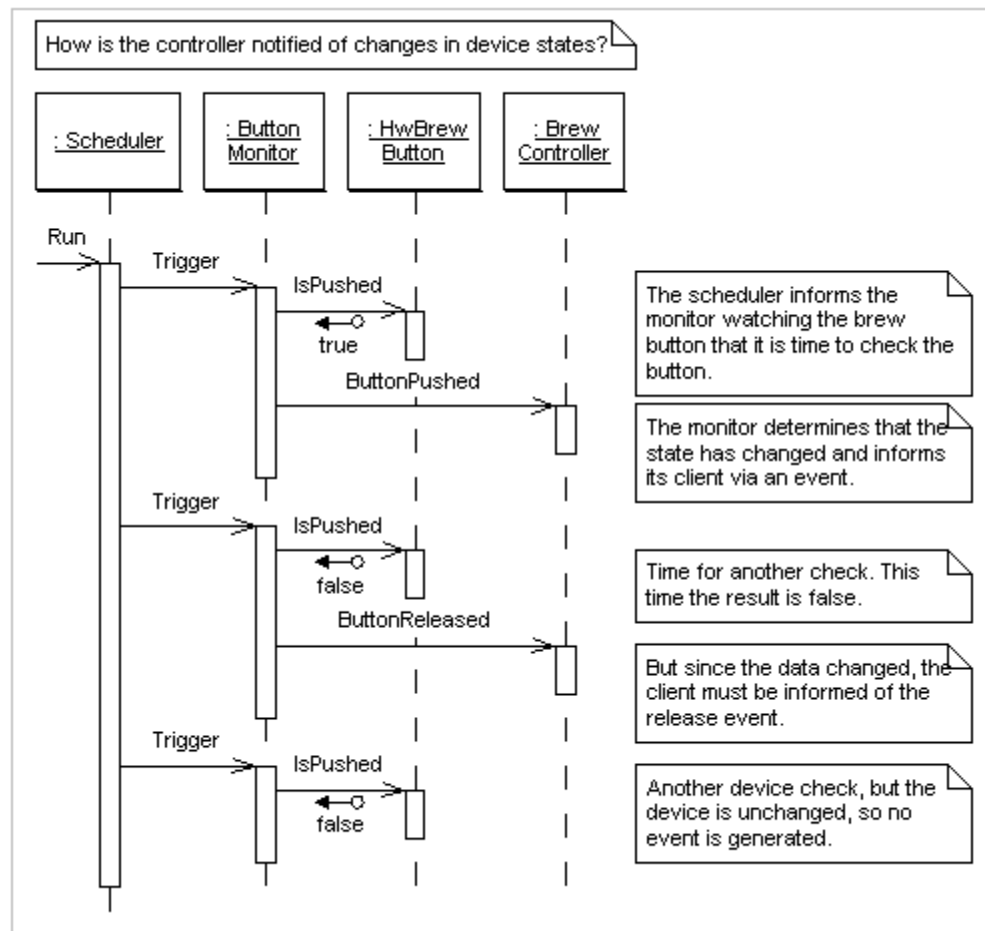 How is the controller notified of changes in device states?
: Scheduler
: Button
Monitor
: HwBrew
Button
: Brew
Controller
Run
Trigger
IsPushed
true
ButtonPushed
The scheduler informs the
monitor watching the brew
button that it is time to check the
button.
The monitor determines that the
state has changed and informs
its client via an event.
Trigger
IsPushed
false
ButtonReleased
Time for another check. This
time the result is false.
But since the data changed, the
client must be informed of the
release event.
Trigger
IsPushed
false
Another device check, but the
device is unchanged, so no
event is generated.